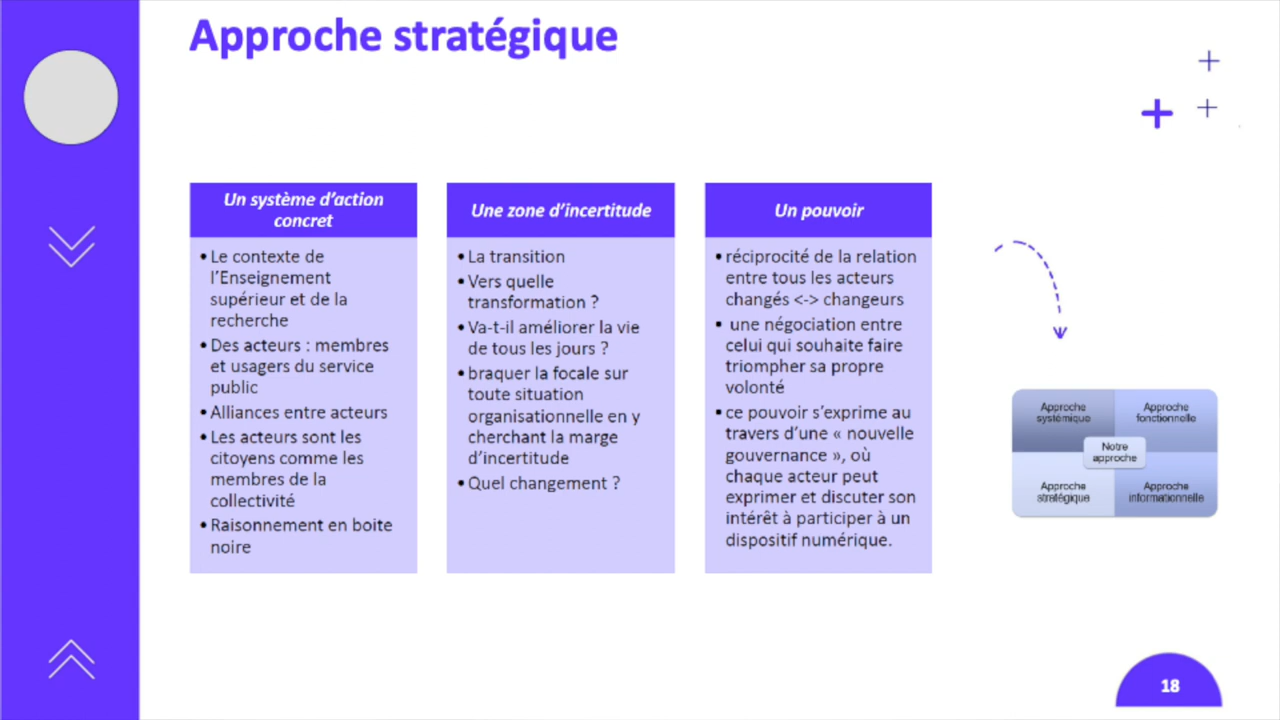 Approche stratégique
Un système d'action
concret
• Le contexte de
l'Enseignement
supérieur et de la
recherche
• Des acteurs : membres
et usagers du service
public
• Alliances entre acteurs
• Les acteurs sont les
citoyens comme les
membres de la
collectivité
• Raisonnement en boite
noire
Une zone d'incertitude
• La transition
• Vers quelle
transformation ?
• Va-t-il améliorer la vie
de tous les jours ?
• braquer la focale sur
toute situation
organisationnelle en y
cherchant la marge
d'incertitude
• Quel changement ?
Un pouvoir
• réciprocité de la relation
entre tous les acteurs
changés <-> changeurs
• une négociation entre
celui qui souhaite faire
triompher sa propre
volonté
• ce pouvoir s'exprime au
travers d'une « nouvelle
gouvernance », où
chaque acteur peut
exprimer et discuter son
intérêt à participer à un
dispositif numérique.
Approche
systémique
Approche
fonctionnelle
Notre
approche
Approche
stratégique
Approche
informationnelle
18